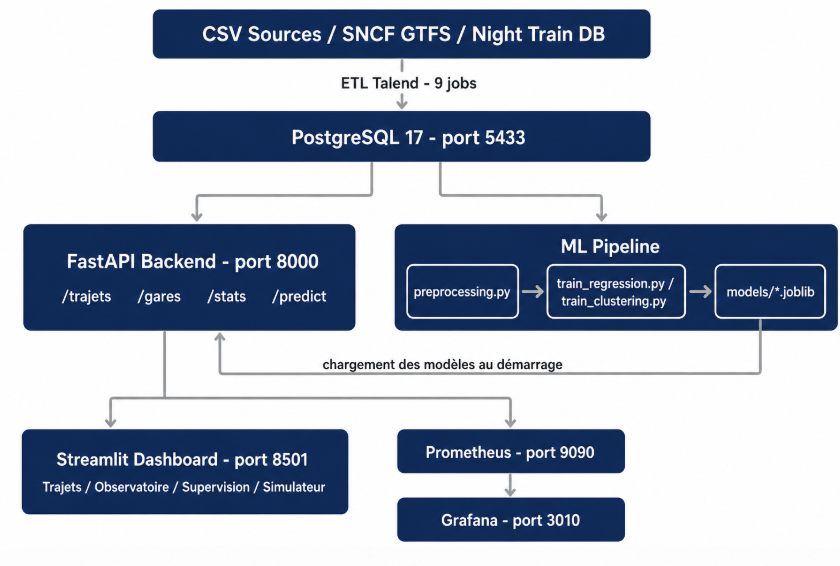 CSV Sources / SNCF GTFS / Night Train DB
ETL Talend - 9 jobs
PostgreSQL 17 - port 5433
FastAPI Backend - port 8000
/trajets /gares /stats /predict
ML Pipeline
preprocessing.py
train_regression.py /
train_clustering.py
models/*.joblib
chargement des modèles au démarrage
Streamlit Dashboard - port 8501
Trajets / Observatoire / Supervision / Simulateur
Prometheus - port 9090
Grafana - port 3010